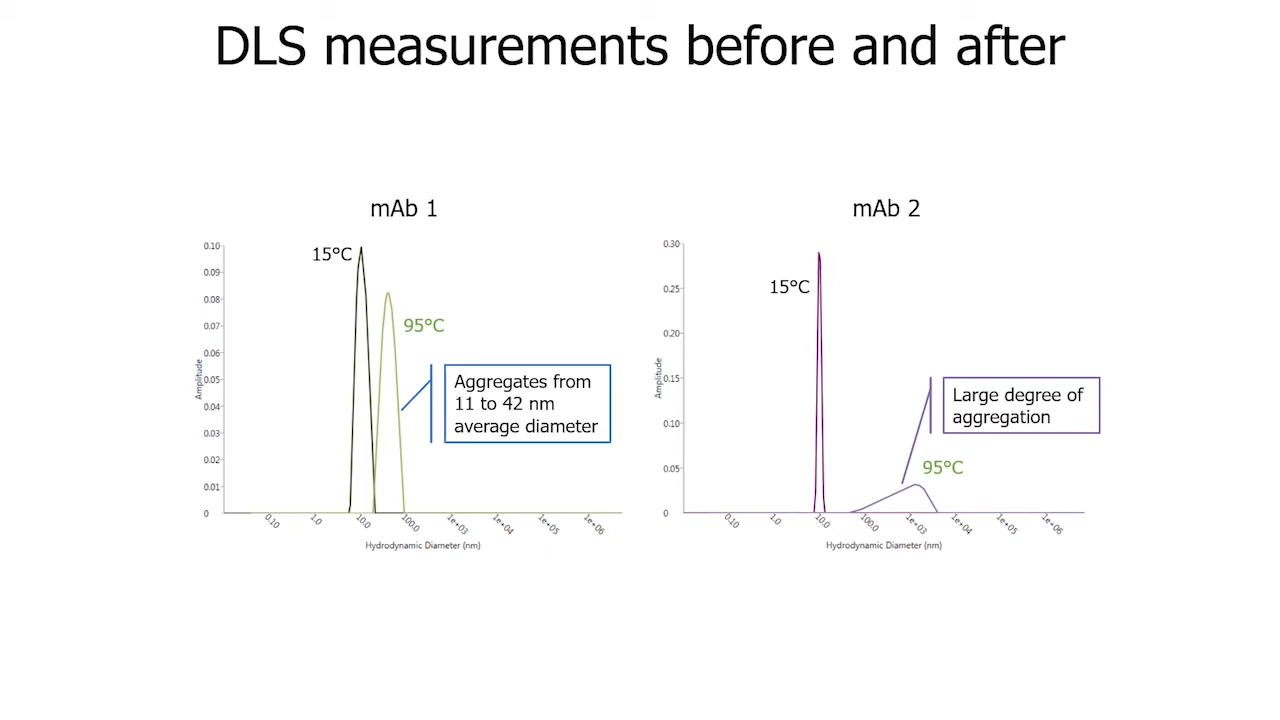 DLS measurements before and after
mAb 1
0.10
0.09
0.08
0.07
0.06
0.05
0.04
0.03
0.02
0.01
0
Amplitude
15°C
95°C
Aggregates from
11 to 42 nm
average diameter
0.10
1.0
10.0
100.0
1e+03
1e+04
1e+05
1e+06
Hydrodynamic Diameter (nm)
mAb 2
0.30
0.25
0.20
0.15
0.10
0.05
0
Amplitude
15°C
Large degree of
aggregation
95°C
0.10
1.0
10.0
100.0
1e+03
1e+04
1e+05
1e+06
Hydrodynamic Diameter (nm)